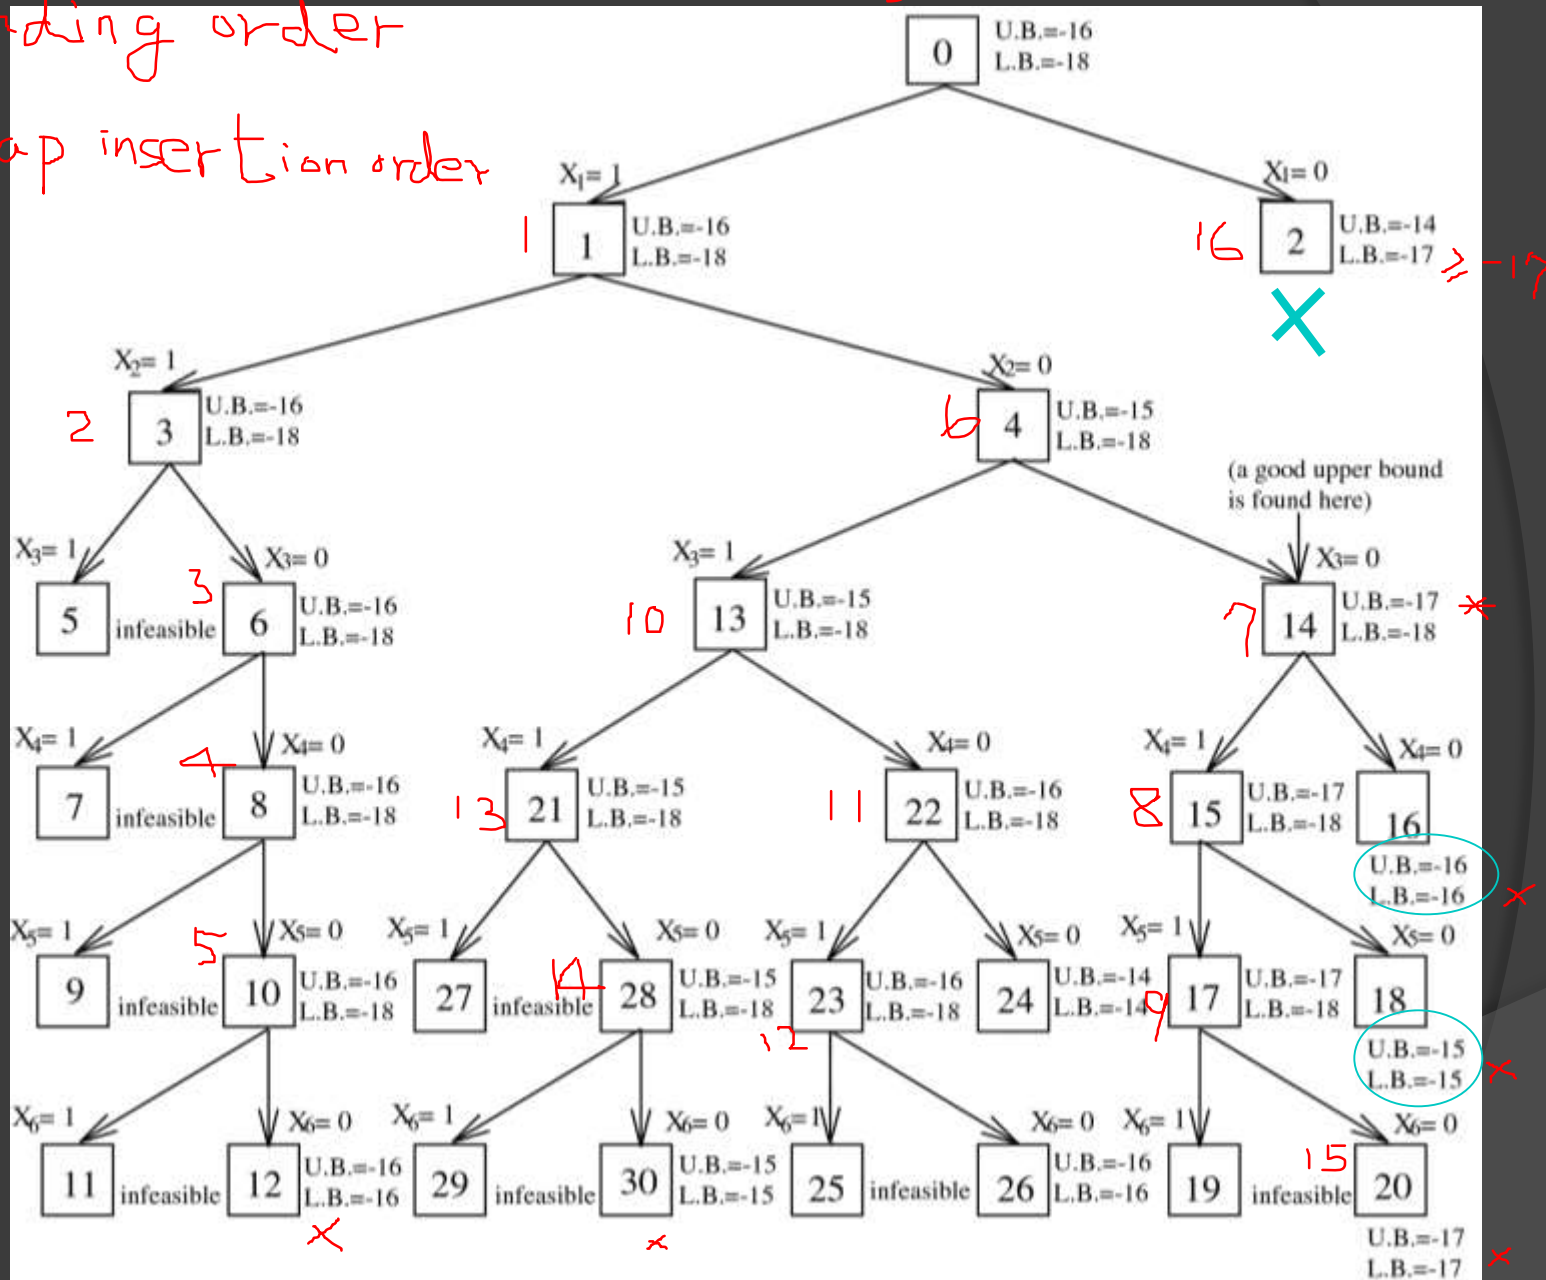 ding order
ap insertion order
0 U.B.=-16
L.B.=-18
X1= 1
X1= 0
1 1 U.B.=-16
L.B.=-18
16 2 U.B.=-14
L.B.=-17 ≥ -17
X2= 1
X2= 0
2 3 U.B.=-16
L.B.=-18
6 4 U.B.=-15
L.B.=-18
(a good upper bound
is found here)
X3= 1
X3= 0
X3= 1
X3= 0
5 infeasible
3 6 U.B.=-16
L.B.=-18
10 13 U.B.=-15
L.B.=-18
7 14 U.B.=-17
L.B.=-18
X4= 1
X4= 0
X4= 1
X4= 0
X4= 1
X4= 0
7 infeasible
4 8 U.B.=-16
L.B.=-18
13 21 U.B.=-15
L.B.=-18
11 22 U.B.=-16
L.B.=-18
8 15 U.B.=-17
L.B.=-18
16
U.B.=-16
L.B.=-16
X5= 1
X5= 0
X5= 1
X5= 0
X5= 1
X5= 0
X5= 1
X5= 0
9 infeasible
5 10 U.B.=-16
L.B.=-18
27 infeasible
14 28 U.B.=-15
L.B.=-18
12 23 U.B.=-16
L.B.=-18
24 U.B.=-14
L.B.=-14
9 17 U.B.=-17
L.B.=-18
18
U.B.=-15
L.B.=-15
X6= 1
X6= 0
X6= 1
X6= 0
X6=1
X6= 0
X6= 1
X6= 0
11 infeasible
12 U.B.=-16
L.B.=-16
29 infeasible
30 U.B.=-15
L.B.=-15
25 infeasible
26 U.B.=-16
L.B.=-16
19 infeasible
15 20
U.B.=-17
L.B.=-17